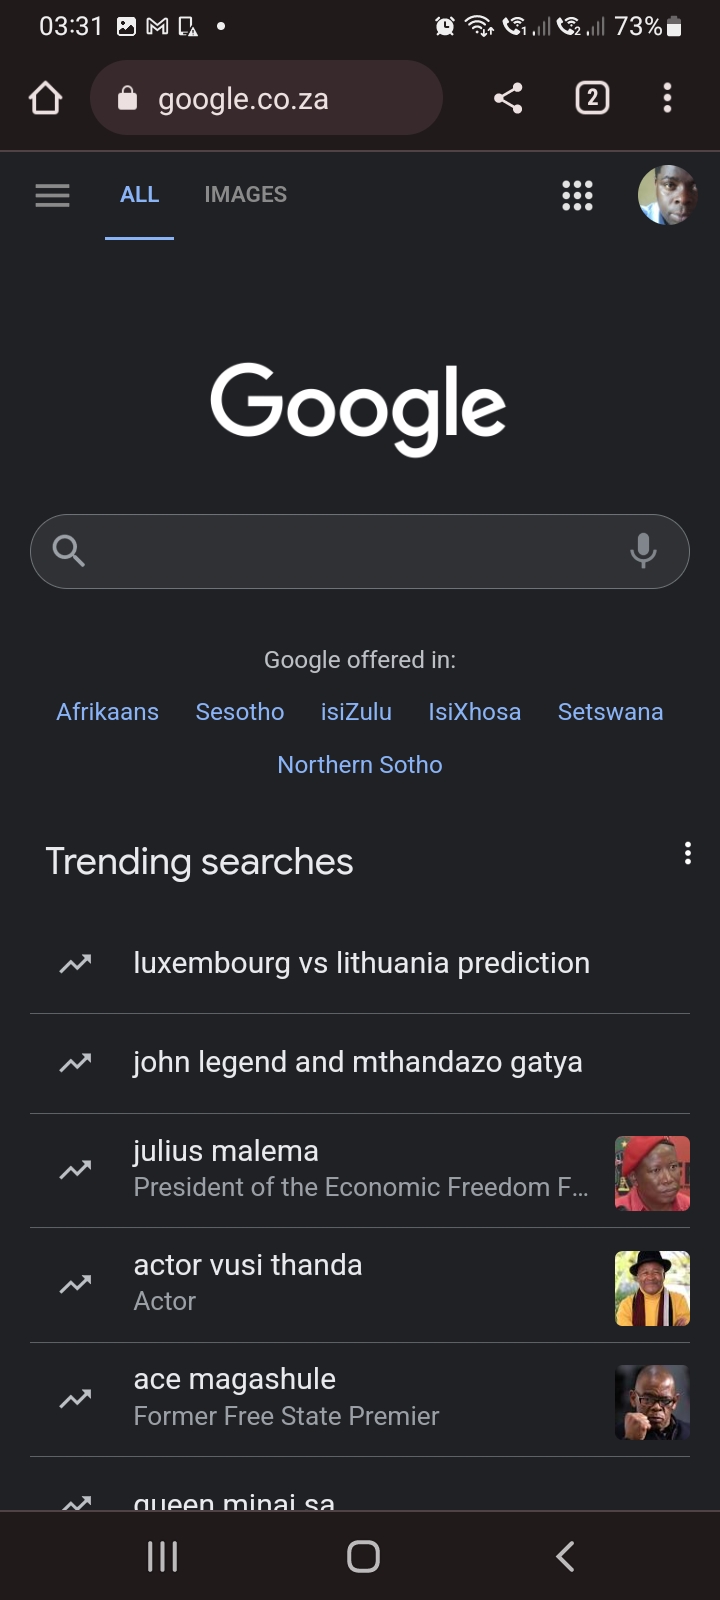 03:31 73%
google.co.za 2
ALL IMAGES
Google
Google offered in:
Afrikaans Sesotho isiZulu IsiXhosa Setswana
Northern Sotho
Trending searches
luxembourg vs lithuania prediction
john legend and mthandazo gatya
julius malema
President of the Economic Freedom F...
actor vusi thanda
Actor
ace magashule
Former Free State Premier
queen minaj sa